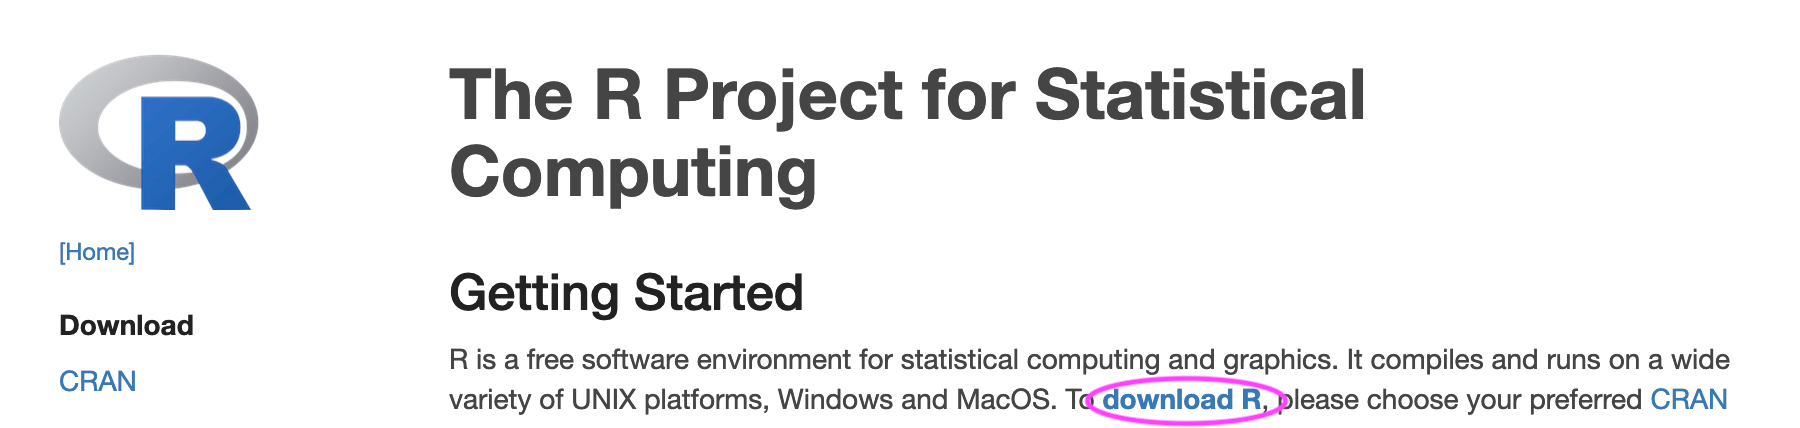 R
The R Project for Statistical
Computing
[Home]
Getting Started
Download
R is a free software environment for statistical computing and graphics. It compiles and runs on a wide
CRAN
variety of UNIX platforms, Windows and MacOS. To download R, please choose your preferred CRAN